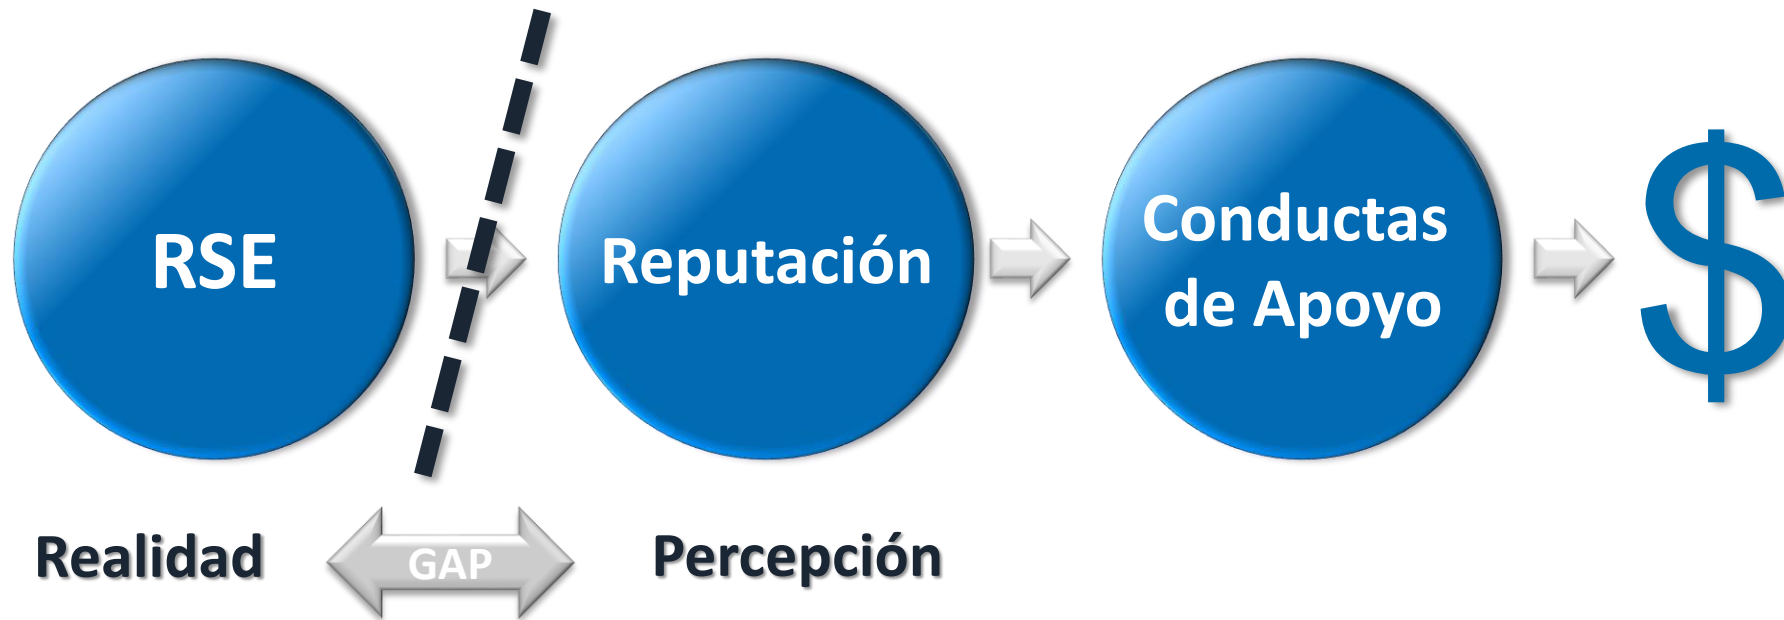 RSE
Reputación
Conductas
de Apoyo
$
Realidad
GAP
Percepción